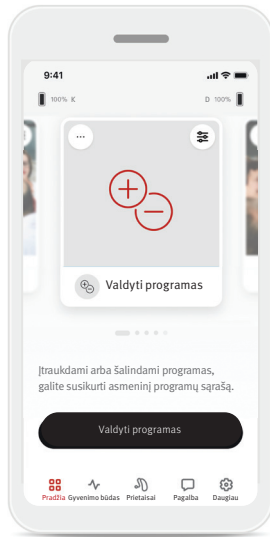 9:41
100% K
D 100%
Valdyti programas
Įtraukdami arba šalindami programas,
galite susikurti asmeninį programų sąrašą.
Valdyti programas
Pradžia Gyvenimo būdas Prietaisai Pagalba Daugiau